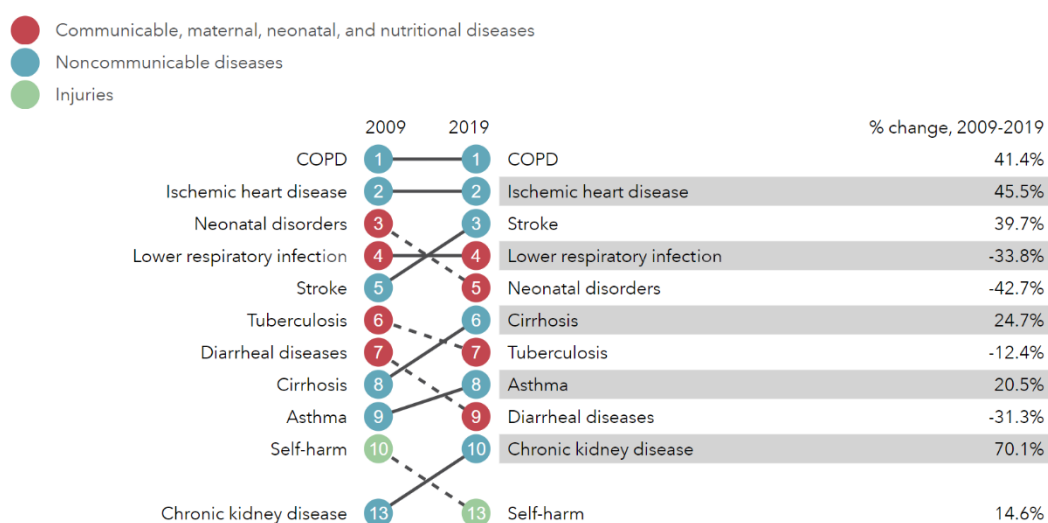 Communicable, maternal, neonatal, and nutritional diseases
Noncommunicable diseases
Injuries
2009 2019 % change, 2009-2019
COPD 1 1 COPD 41.4%
Ischemic heart disease 2 2 Ischemic heart disease 45.5%
Neonatal disorders 3 3 Stroke 39.7%
Lower respiratory infection 4 4 Lower respiratory infection -33.8%
Stroke 5 5 Neonatal disorders -42.7%
Tuberculosis 6 6 Cirrhosis 24.7%
Diarrheal diseases 7 7 Tuberculosis -12.4%
Cirrhosis 8 8 Asthma 20.5%
Asthma 9 9 Diarrheal diseases -31.3%
Self-harm 10 10 Chronic kidney disease 70.1%
Chronic kidney disease 13 13 Self-harm 14.6%